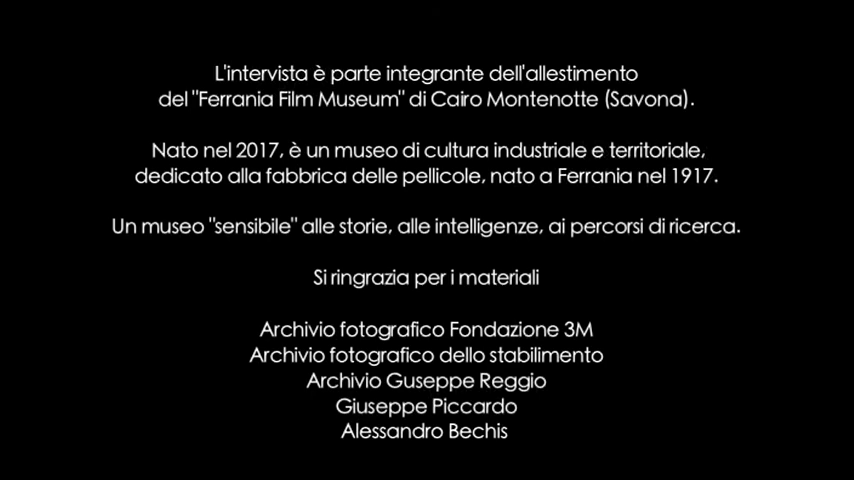 L'intervista è parte integrante dell'allestimento
del "Ferrania Film Museum" di Cairo Montenotte (Savona).
Nato nel 2017, è un museo di cultura industriale e territoriale,
dedicato alla fabbrica delle pellicole, nato a Ferrania nel 1917.
Un museo "sensibile" alle storie, alle intelligenze, ai percorsi di ricerca.
Si ringrazia per i materiali
Archivio fotografico Fondazione 3M
Archivio fotografico dello stabilimento
Archivio Guseppe Reggio
Giuseppe Piccardo
Alessandro Bechis